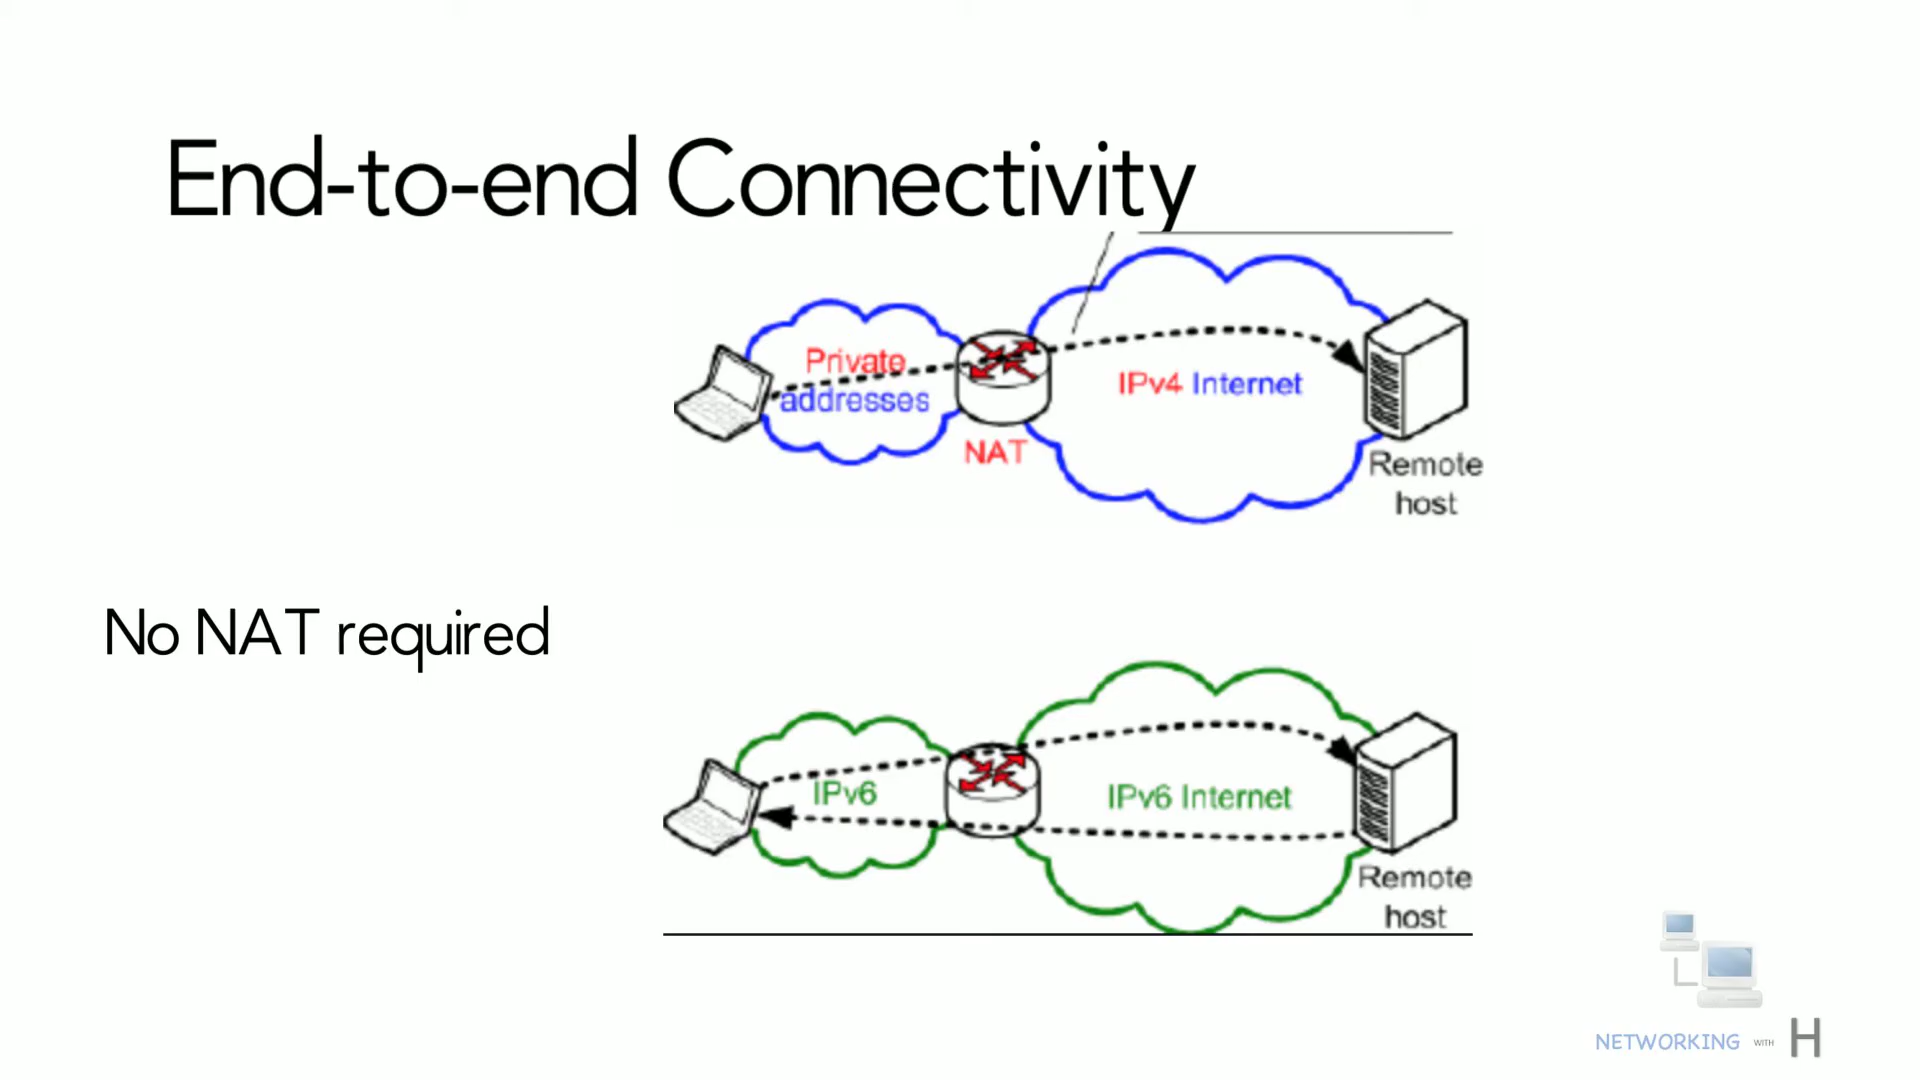 End-to-end Connectivity
Private
addresses
IPv4 Internet
NAT
Remote
host
No NAT required
IPv6
IPv6 Internet
Remote
host
NETWORKING WITH H